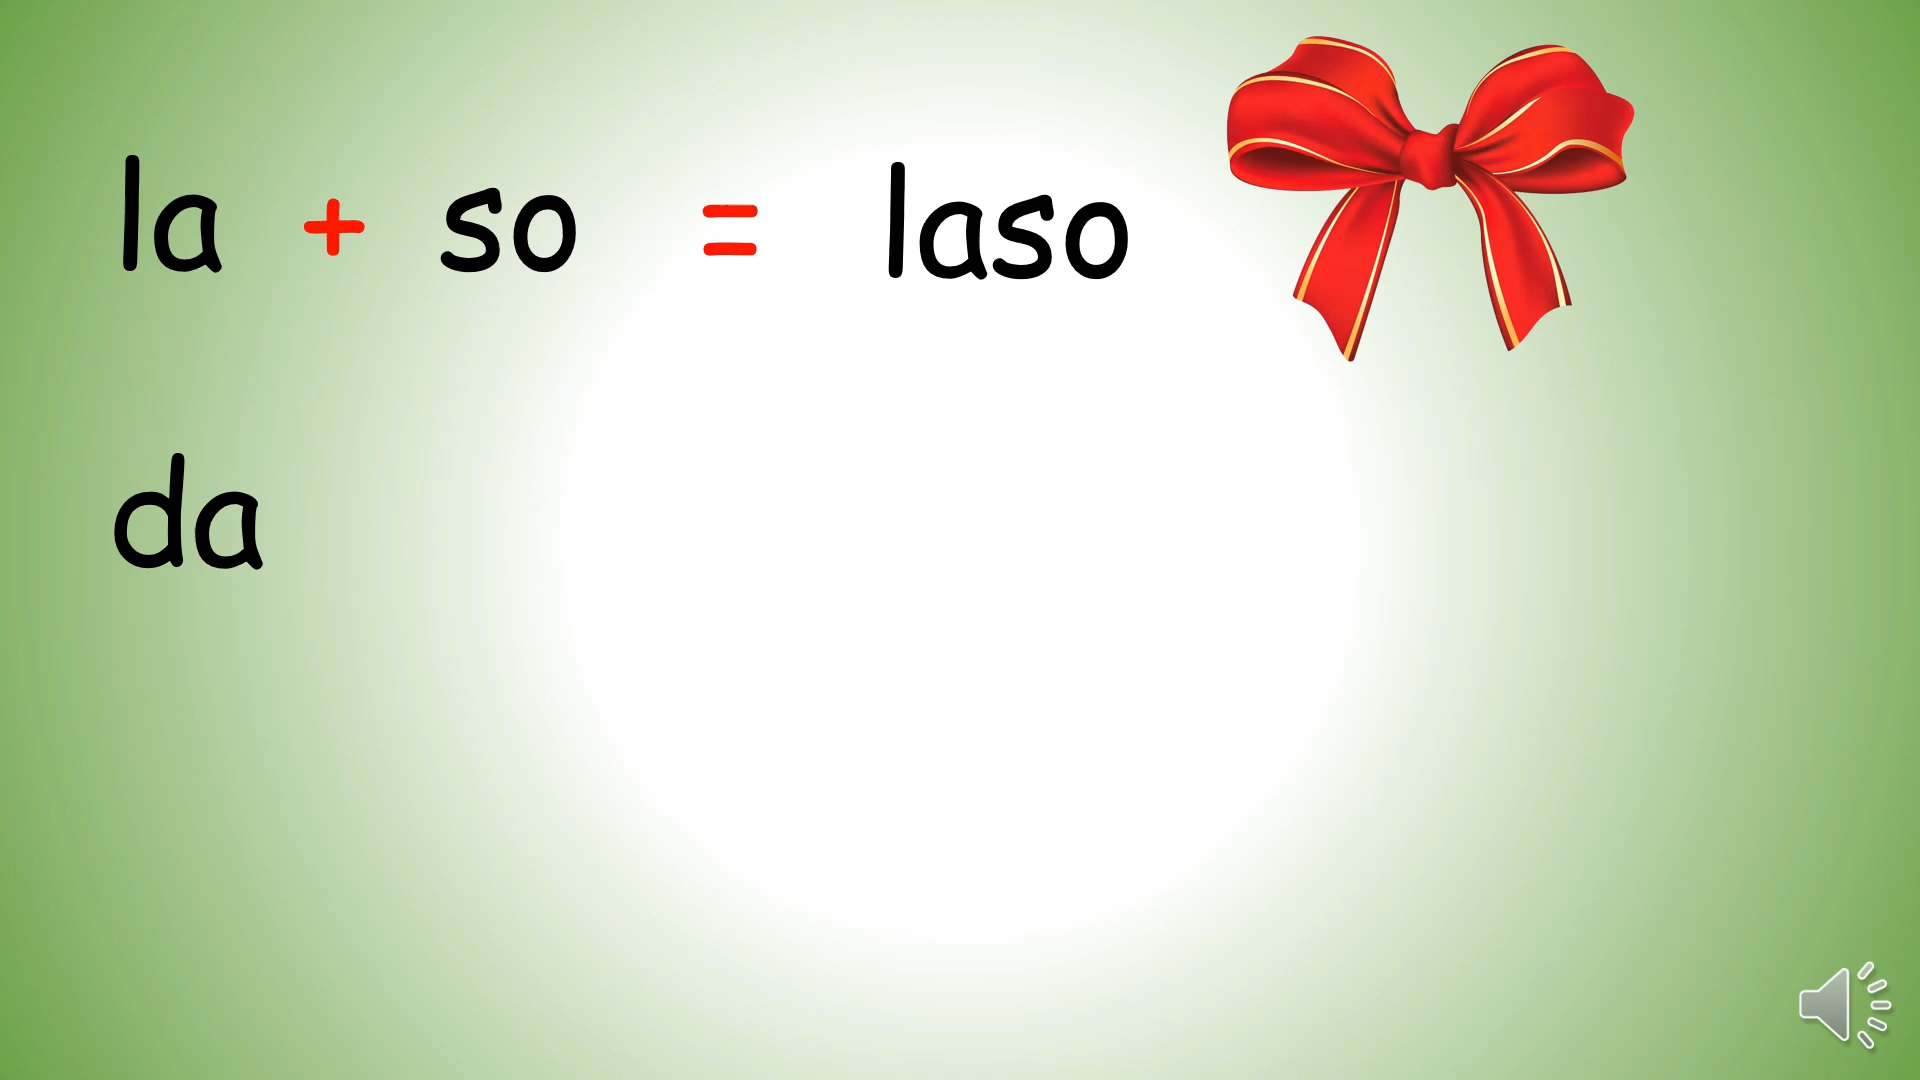 la + so = laso
da